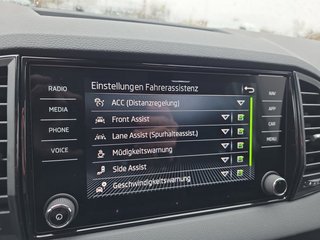 Einstellungen Fahrerassistenz
RADIO
MEDIA
PHONE
VOICE
ACC (Distanzregelung)
Front Assist
Lane Assist (Spurhalteassist.)
Müdigkeitswarnung
Side Assist
Geschwindigkeitswarnung
NAV
APP
CAR
MENU